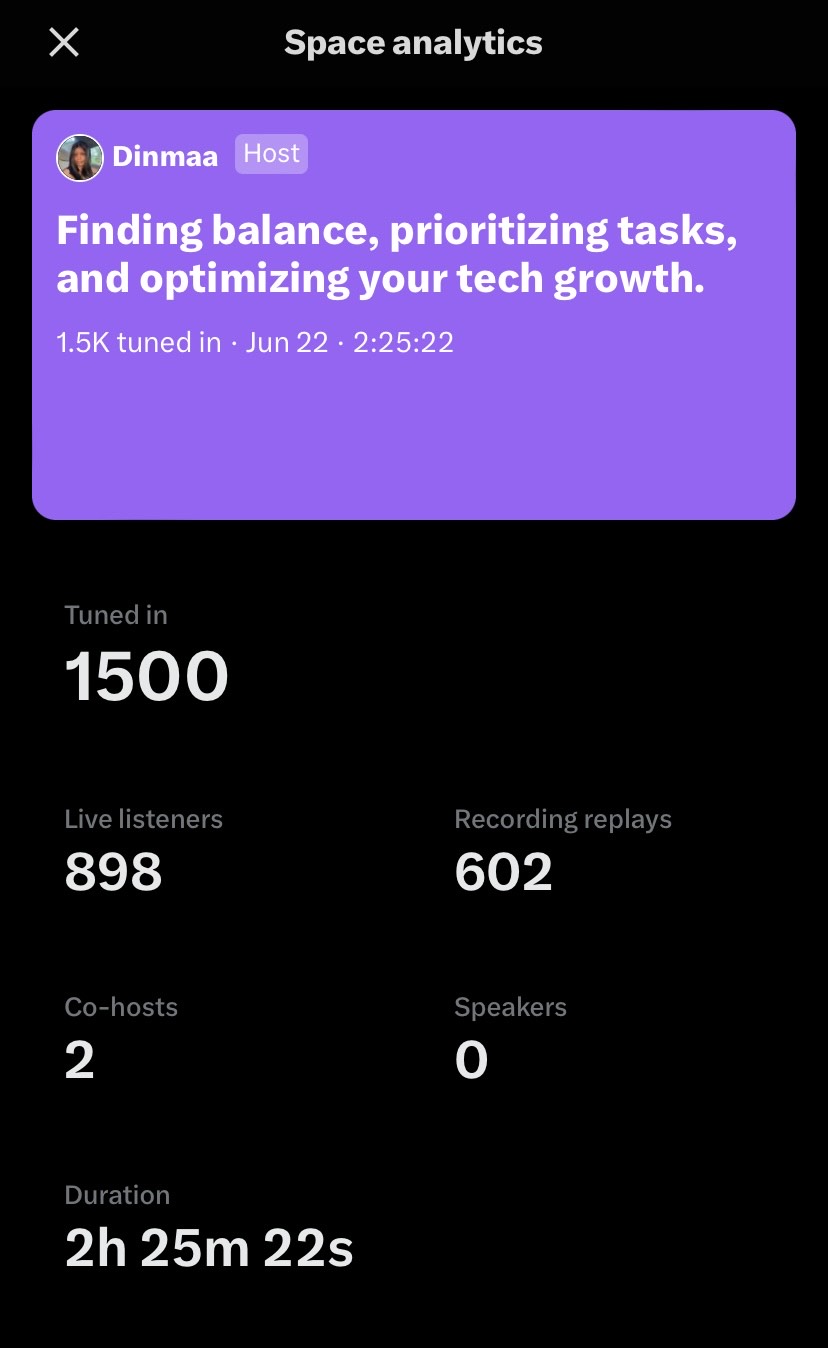 Space analytics
Dinmaa Host
Finding balance, prioritizing tasks,
and optimizing your tech growth.
1.5K tuned in · Jun 22 · 2:25:22
Tuned in
1500
Live listeners
898
Recording replays
602
Co-hosts
2
Speakers
0
Duration
2h 25m 22s